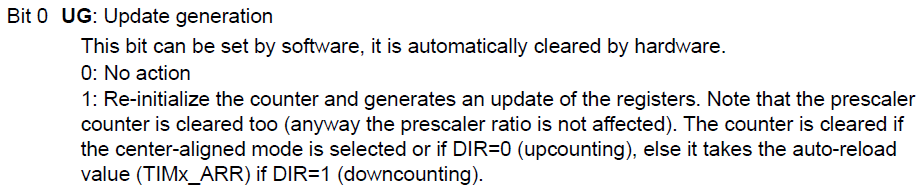 Bit 0 UG: Update generation
This bit can be set by software, it is automatically cleared by hardware.
0: No action
1: Re-initialize the counter and generates an update of the registers. Note that the prescaler
counter is cleared too (anyway the prescaler ratio is not affected). The counter is cleared if
the center-aligned mode is selected or if DIR=0 (upcounting), else it takes the auto-reload
value (TIMx_ARR) if DIR=1 (downcounting).